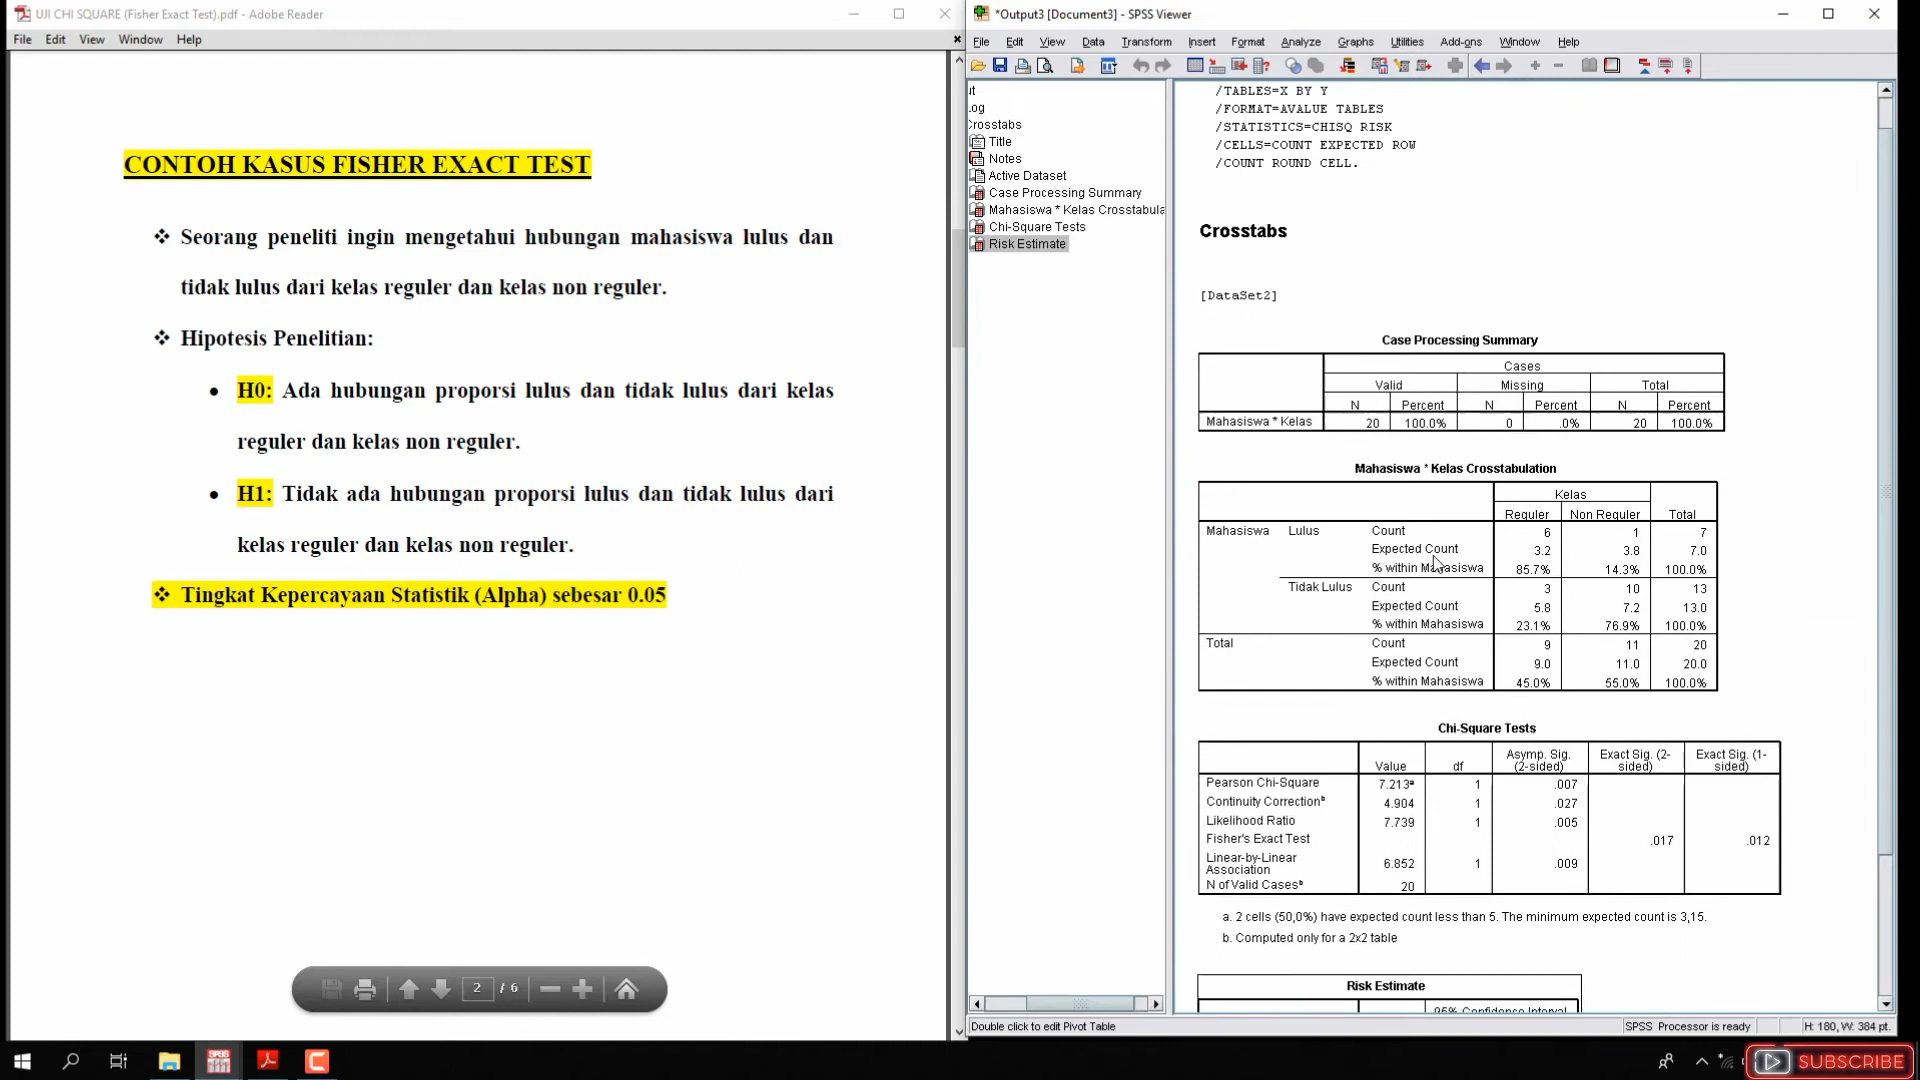 UJI CHI SQUARE (Fisher Exact Test).pdf - Adobe Reader
File Edit View Window Help
CONTOH KASUS FISHER EXACT TEST
❖ Seorang peneliti ingin mengetahui hubungan mahasiswa lulus dan
tidak lulus dari kelas reguler dan kelas non reguler.
❖ Hipotesis Penelitian:
• H0: Ada hubungan proporsi lulus dan tidak lulus dari kelas
reguler dan kelas non reguler.
• H1: Tidak ada hubungan proporsi lulus dan tidak lulus dari
kelas reguler dan kelas non reguler.
❖ Tingkat Kepercayaan Statistik (Alpha) sebesar 0.05
2 / 6
*Output3 [Document3] - SPSS Viewer
File Edit View Data Transform Insert Format Analyze Graphs Utilities Add-ons Window Help
ut
Log
Crosstabs
Title
Notes
Active Dataset
Case Processing Summary
Mahasiswa * Kelas Crosstabula
Chi-Square Tests
Risk Estimate
/TABLES=X BY Y
/FORMAT=AVALUE TABLES
/STATISTICS=CHISQ RISK
/CELLS=COUNT EXPECTED ROW
/COUNT ROUND CELL.
Crosstabs
[DataSet2]
Case Processing Summary
Cases
Valid Missing Total
N Percent N Percent N Percent
Mahasiswa * Kelas 20 100.0% 0 .0% 20 100.0%
Mahasiswa * Kelas Crosstabulation
Kelas
Reguler Non Reguler Total
Mahasiswa Lulus Count 6 1 7
Expected Count 3.2 3.8 7.0
% within Mahasiswa 85.7% 14.3% 100.0%
Tidak Lulus Count 3 10 13
Expected Count 5.8 7.2 13.0
% within Mahasiswa 23.1% 76.9% 100.0%
Total Count 9 11 20
Expected Count 9.0 11.0 20.0
% within Mahasiswa 45.0% 55.0% 100.0%
Chi-Square Tests
Value df Asymp. Sig. (2-sided) Exact Sig. (2-sided) Exact Sig. (1-sided)
Pearson Chi-Square 7.213a 1 .007
Continuity Correctionb 4.904 1 .027
Likelihood Ratio 7.739 1 .005
Fisher's Exact Test .017 .012
Linear-by-Linear Association 6.852 1 .009
N of Valid Casesb 20
a. 2 cells (50,0%) have expected count less than 5. The minimum expected count is 3,15.
b. Computed only for a 2x2 table
Risk Estimate
95% Confidence Interval
Double click to edit Pivot Table SPSS Processor is ready H: 180, W: 384 pt.
SPSS
SUBSCRIBE